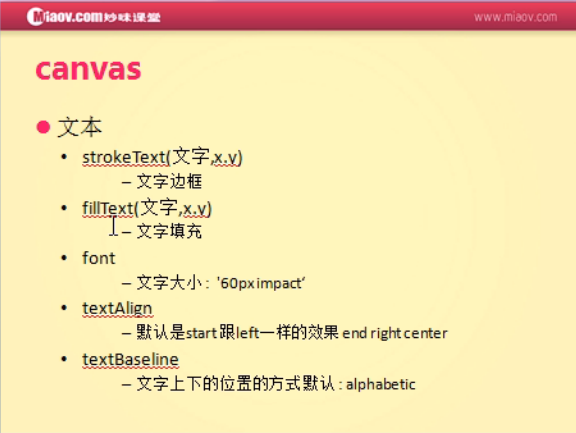 Miaov.com妙味课堂
www.miaov.com
canvas
● 文本
• strokeText(文字,x.y)
– 文字边框
• fillText(文字,x.y)
– 文字填充
• font
– 文字大小 : '60px impact'
• textAlign
– 默认是start 跟left一样的效果 end right center
• textBaseline
– 文字上下的位置的方式默认 : alphabetic